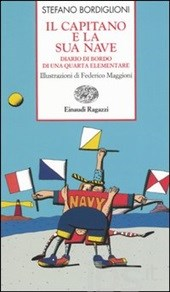 STEFANO BORDIGLIONI
IL CAPITANO
E LA
SUA NAVE
DIARIO DI BORDO
DI UNA QUARTA ELEMENTARE
Illustrazioni di Federico Maggioni
Einaudi Ragazzi
NAVY